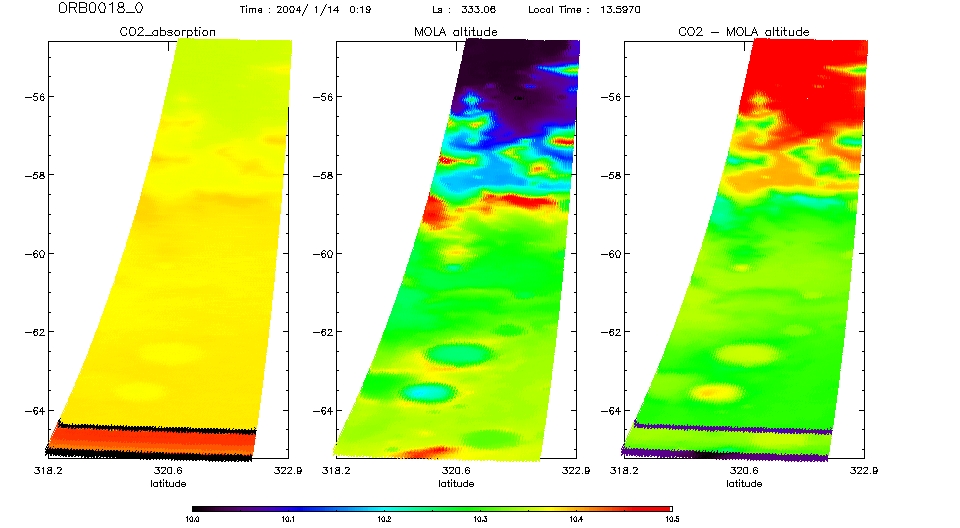 ORB0018_0
Time : 2004/ 1/14 0:19 Ls : 333.06 Local Time : 13.5970
CO2_absorption MOLA altitude CO2 - MOLA altitude
-56 -56 -56
-58 -58 -58
-60 -60 -60
-62 -62 -62
-64 -64 -64
318.2 320.6 322.9 318.2 320.6 322.9 318.2 320.6 322.9
latitude latitude latitude
10.0 10.1 10.2 10.3 10.4 10.5